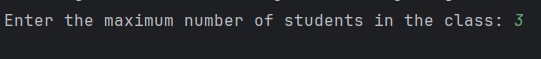 Enter the maximum number of students in the class: 3